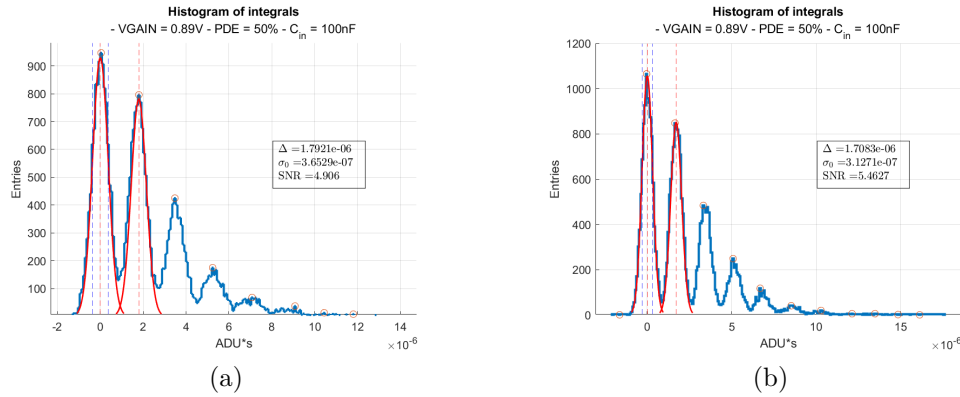 Histogram of integrals
- VGAIN = 0.89V - PDE = 50% - C_in = 100nF
Entries
900
800
700
600
500
400
300
200
100
Δ =1.7921e-06
σ₀ =3.6529e-07
SNR =4.906
-2 0 2 4 6 8 10 12 14
ADU*s
×10⁻⁶
(a)
Histogram of integrals
- VGAIN = 0.89V - PDE = 50% - C_in = 100nF
Entries
1200
1000
800
600
400
200
0
Δ =1.7083e-06
σ₀ =3.1271e-07
SNR =5.4627
0 5 10 15
ADU*s
×10⁻⁶
(b)